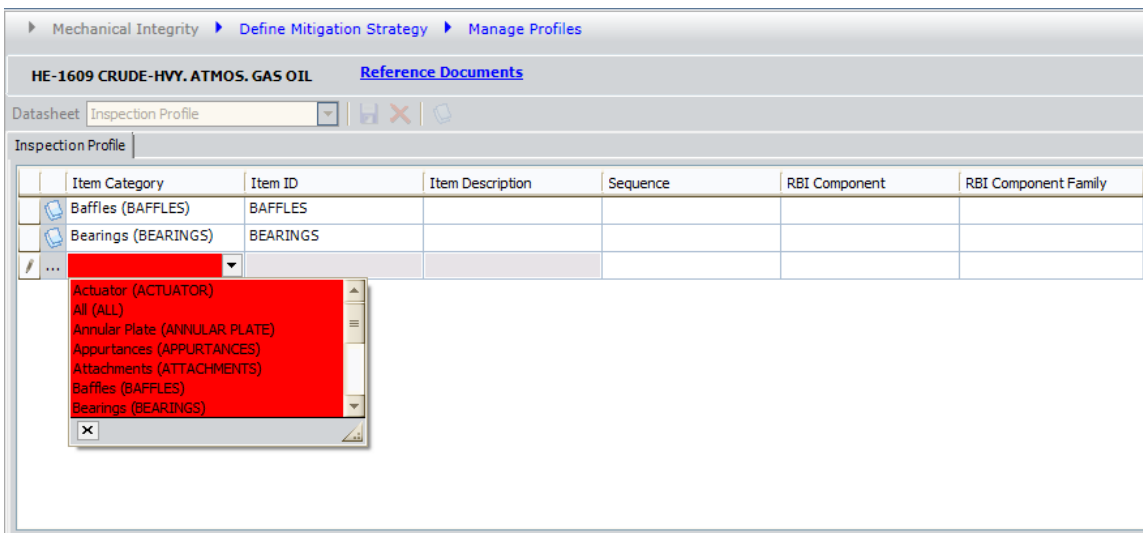 Mechanical Integrity Define Mitigation Strategy Manage Profiles
HE-1609 CRUDE-HVY. ATMOS. GAS OIL Reference Documents
Datasheet Inspection Profile
Inspection Profile
Item Category Item ID Item Description Sequence RBI Component RBI Component Family
Baffles (BAFFLES) BAFFLES
Bearings (BEARINGS) BEARINGS
...
Actuator (ACTUATOR)
All (ALL)
Annular Plate (ANNULAR PLATE)
Appurtances (APPURTANCES)
Attachments (ATTACHMENTS)
Baffles (BAFFLES)
Bearings (BEARINGS)